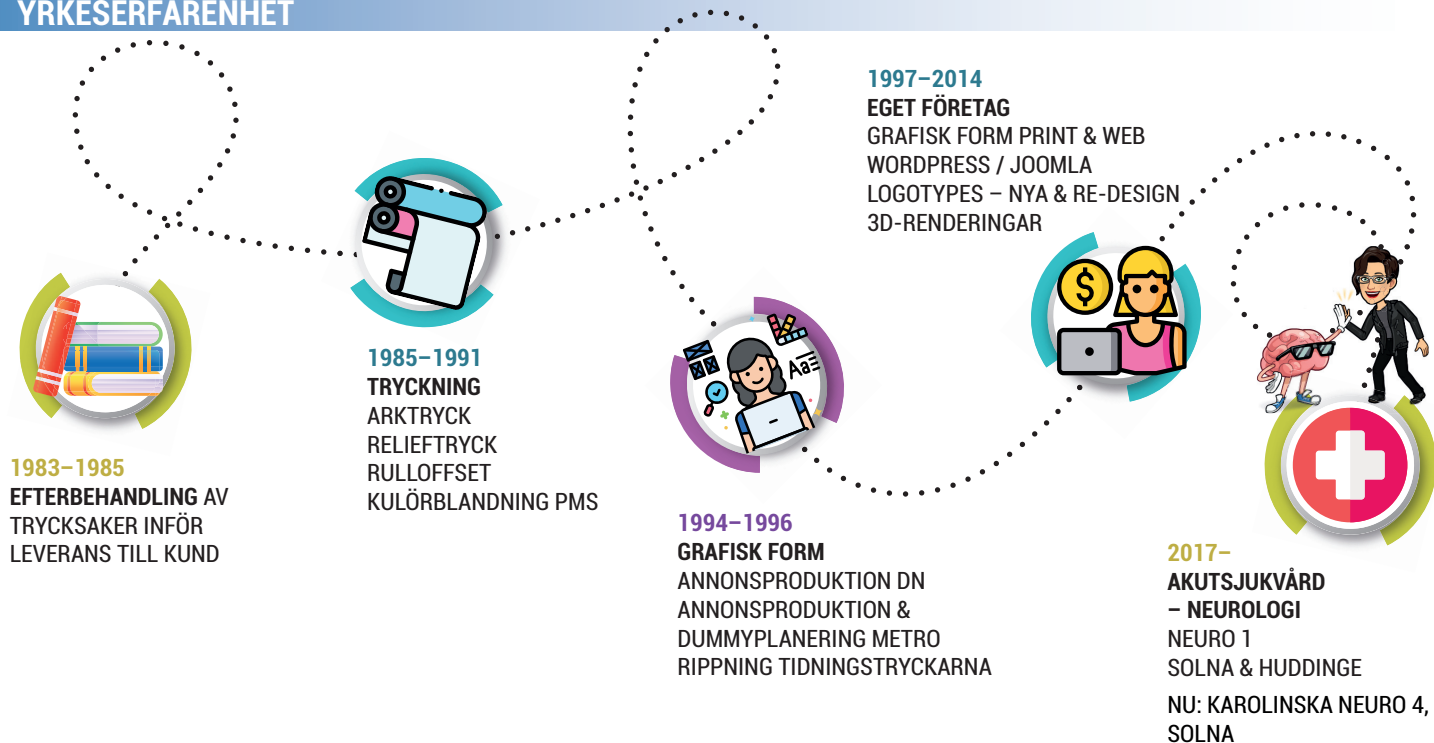 YRKESERFARENHET
1983–1985
EFTERBEHANDLING AV
TRYCKSAKER INFÖR
LEVERANS TILL KUND
1985–1991
TRYCKNING
ARKTRYCK
RELIEFTRYCK
RULLOFFSET
KULÖRBLANDNING PMS
1994–1996
GRAFISK FORM
ANNONSPRODUKTION DN
ANNONSPRODUKTION &
DUMMYPLANERING METRO
RIPPNING TIDNINGSTRYCKARNA
Aa
1997–2014
EGET FÖRETAG
GRAFISK FORM PRINT & WEB
WORDPRESS / JOOMLA
LOGOTYPES – NYA & RE-DESIGN
3D-RENDERINGAR
$
2017–
AKUTSJUKVÅRD
– NEUROLOGI
NEURO 1
SOLNA & HUDDINGE
NU: KAROLINSKA NEURO 4,
SOLNA